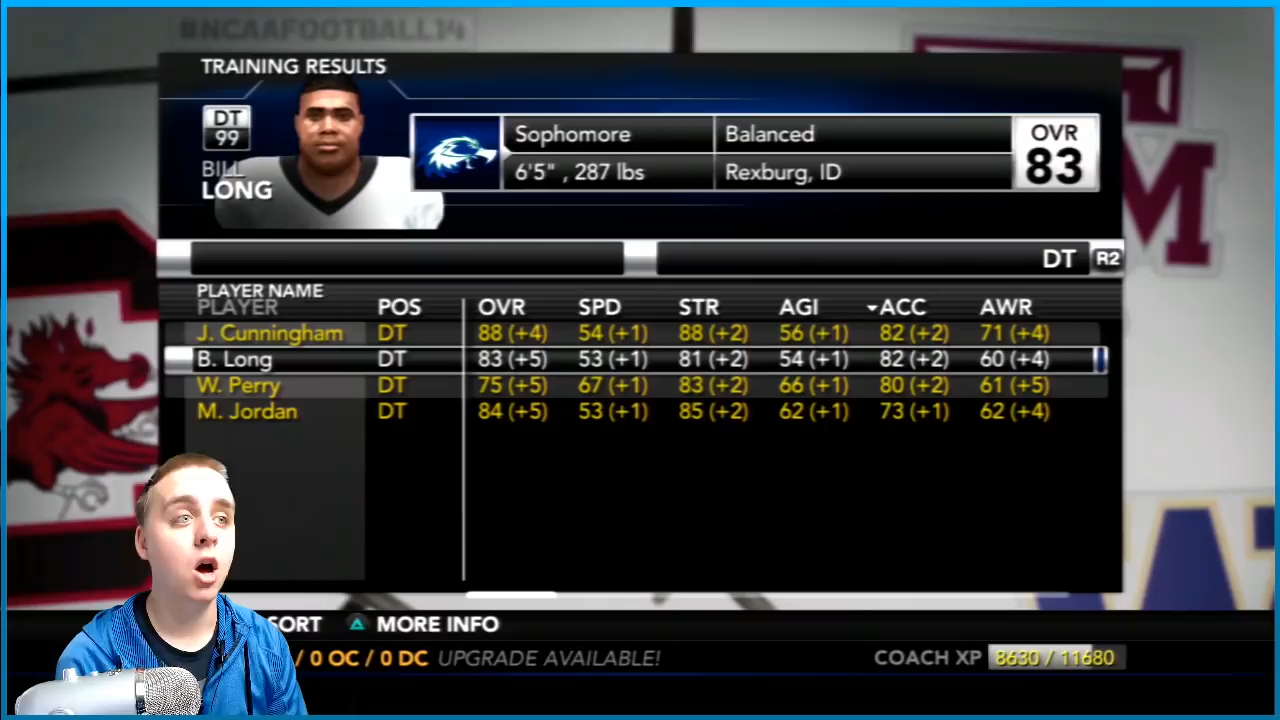 #NCAAFOOTBALL14
TRAINING RESULTS
DT
99
BILL
LONG
Sophomore
Balanced
6'5" , 287 lbs
Rexburg, ID
OVR
83
DT R2
PLAYER NAME
PLAYER POS OVR SPD STR AGI ACC AWR
J. Cunningham DT 88 (+4) 54 (+1) 88 (+2) 56 (+1) 82 (+2) 71 (+4)
B. Long DT 83 (+5) 53 (+1) 81 (+2) 54 (+1) 82 (+2) 60 (+4)
W. Perry DT 75 (+5) 67 (+1) 83 (+2) 66 (+1) 80 (+2) 61 (+5)
M. Jordan DT 84 (+5) 53 (+1) 85 (+2) 62 (+1) 73 (+1) 62 (+4)
SORT MORE INFO
/ 0 OC / 0 DC UPGRADE AVAILABLE! COACH XP 8630 / 11680